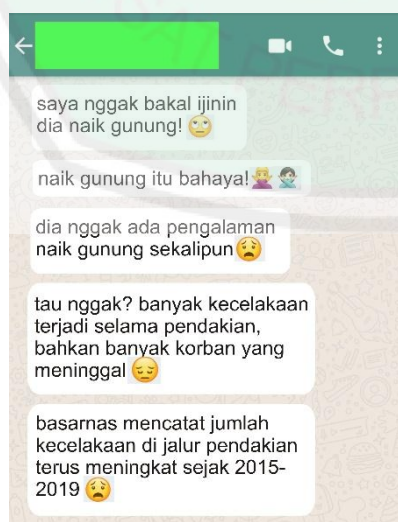 saya nggak bakal ijinin
dia naik gunung! 🙄
naik gunung itu bahaya!🙅‍♀️🙅‍♂️
dia nggak ada pengalaman
naik gunung sekalipun😧
tau nggak? banyak kecelakaan
terjadi selama pendakian,
bahkan banyak korban yang
meninggal 😔
basarnas mencatat jumlah
kecelakaan di jalur pendakian
terus meningkat sejak 2015-
2019 😧